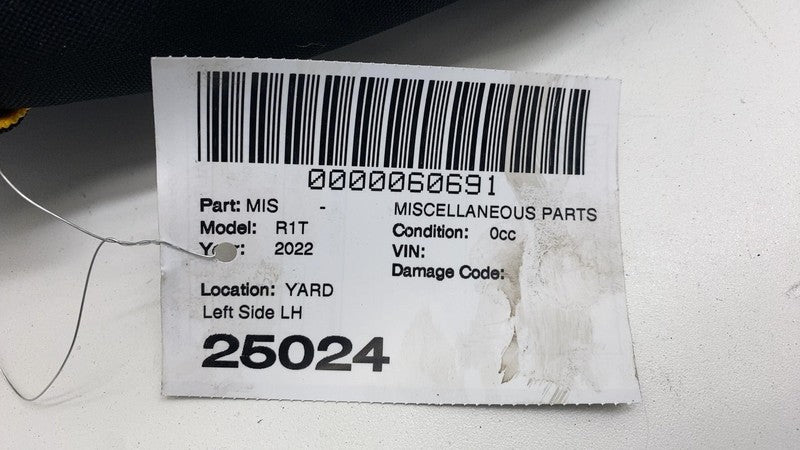 0000060691
Part: MIS - MISCELLANEOUS PARTS
Model: R1T Condition: 0cc
Year: 2022 VIN:
Damage Code:
Location: YARD
Left Side LH
25024